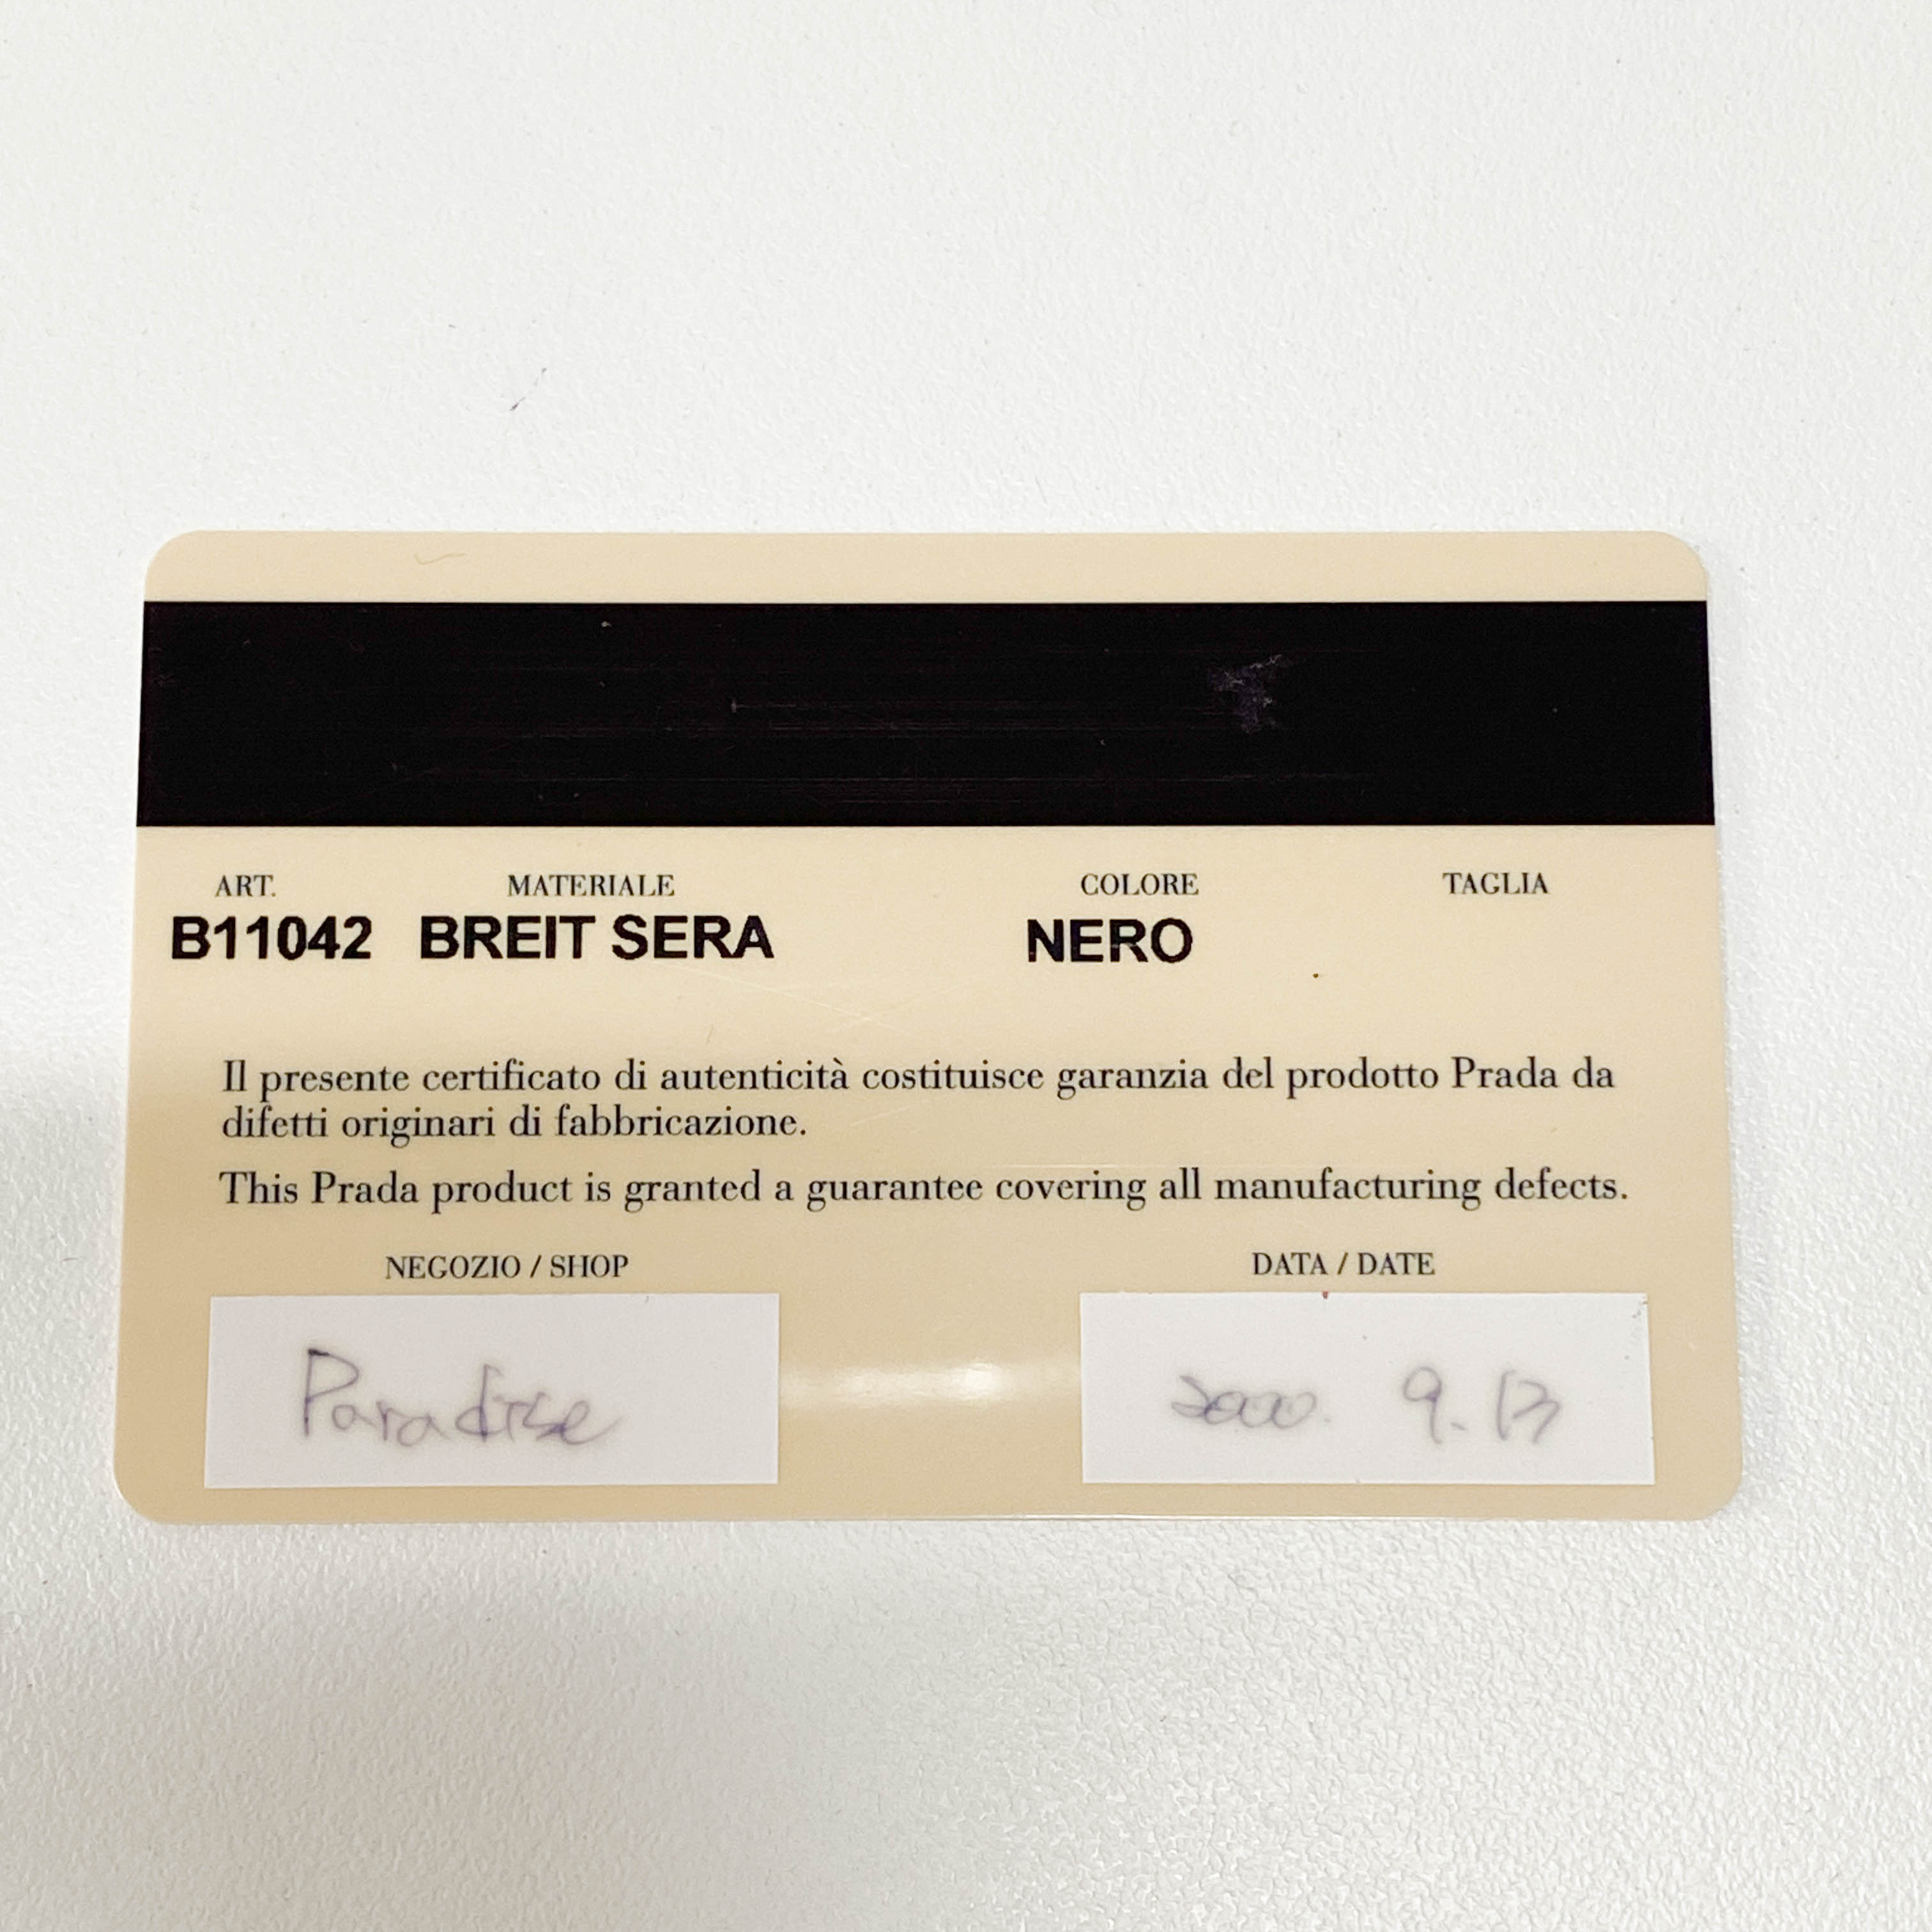 ART. MATERIALE COLORE TAGLIA
B11042 BREIT SERA NERO
Il presente certificato di autenticità costituisce garanzia del prodotto Prada da
difetti originari di fabbricazione.
This Prada product is granted a guarantee covering all manufacturing defects.
NEGOZIO / SHOP DATA / DATE
Paradise 2000. 9. 13